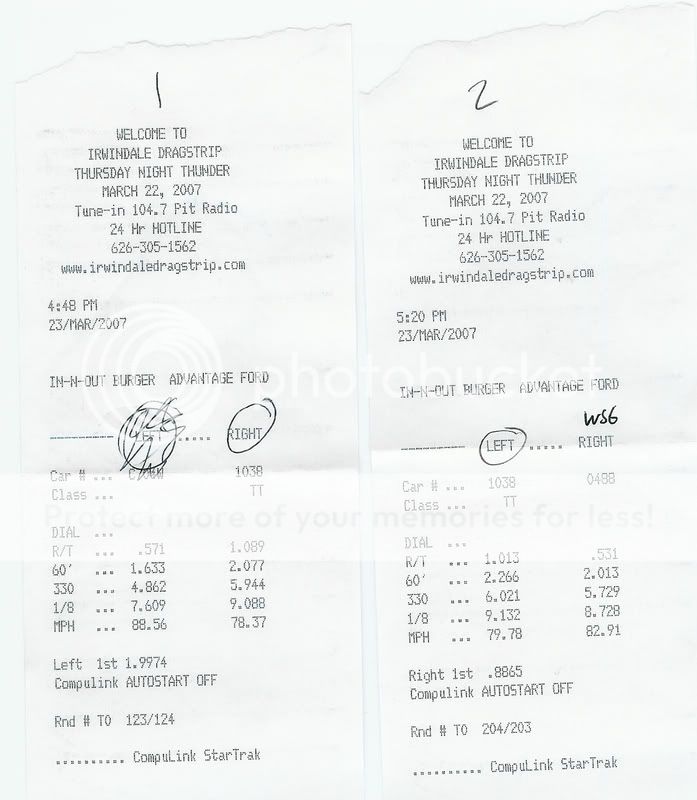 1
WELCOME TO
IRWINDALE DRAGSTRIP
THURSDAY NIGHT THUNDER
MARCH 22, 2007
Tune-in 104.7 Pit Radio
24 Hr HOTLINE
626-305-1562
www.irwindaledragstrip.com
4:48 PM
23/MAR/2007
IN-N-OUT BURGER ADVANTAGE FORD
------------- LEFT ..... RIGHT
Car # ... 1038
Class ... TT
DIAL ...
R/T ... .571 1.089
60' ... 1.633 2.077
330 ... 4.862 5.944
1/8 ... 7.609 9.088
MPH ... 88.56 78.37
Left 1st 1.9974
Compulink AUTOSTART OFF
Rnd # TO 123/124
.......... CompuLink StarTrak
2
WELCOME TO
IRWINDALE DRAGSTRIP
THURSDAY NIGHT THUNDER
MARCH 22, 2007
Tune-in 104.7 Pit Radio
24 Hr HOTLINE
626-305-1562
www.irwindaledragstrip.com
5:20 PM
23/MAR/2007
IN-N-OUT BURGER ADVANTAGE FORD
WS6
------------- LEFT ..... RIGHT
Car # ... 1038 0488
Class ... TT
DIAL ...
R/T ... 1.013 .531
60' ... 2.266 2.013
330 ... 6.021 5.729
1/8 ... 9.132 8.728
MPH ... 79.78 82.91
Right 1st .8865
Compulink AUTOSTART OFF
Rnd # TO 204/203
.......... CompuLink StarTrak
photobucket
Protect more of your memories for less!